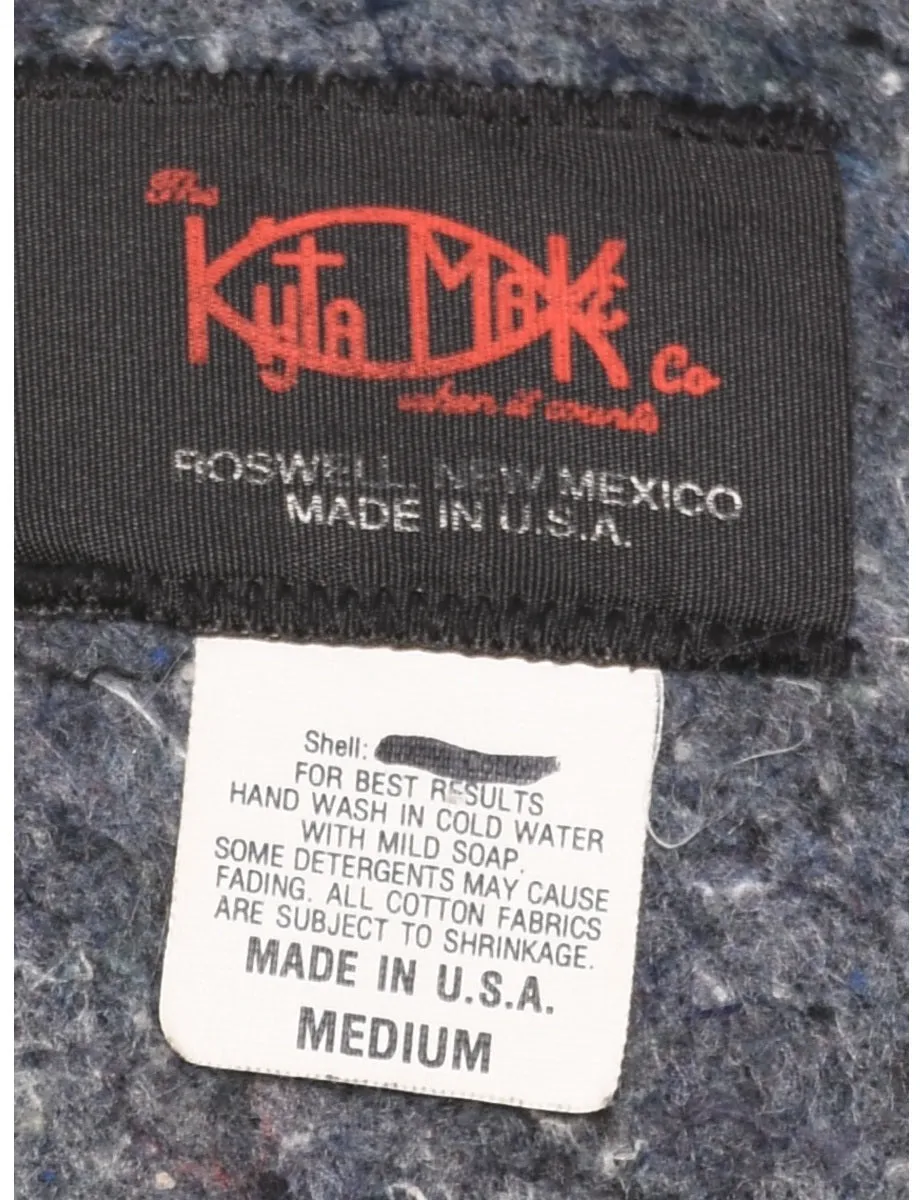 The
Kyta Make Co
when it counts
ROSWELL, NEW MEXICO
MADE IN U.S.A.
Shell:
FOR BEST RESULTS
HAND WASH IN COLD WATER
WITH MILD SOAP.
SOME DETERGENTS MAY CAUSE
FADING. ALL COTTON FABRICS
ARE SUBJECT TO SHRINKAGE.
MADE IN U.S.A.
MEDIUM